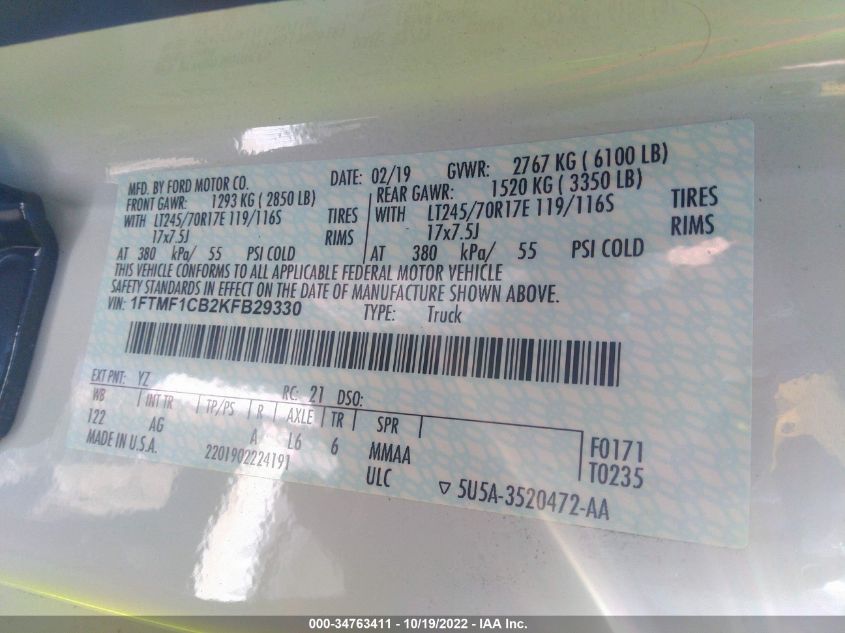 MFD. BY FORD MOTOR CO. DATE: 02/19 GVWR: 2767 KG ( 6100 LB)
FRONT GAWR: 1293 KG ( 2850 LB) REAR GAWR: 1520 KG ( 3350 LB)
WITH LT245/70R17E 119/116S TIRES WITH LT245/70R17E 119/116S TIRES
17x7.5J RIMS 17x7.5J RIMS
AT 380 kPa/ 55 PSI COLD AT 380 kPa/ 55 PSI COLD
THIS VEHICLE CONFORMS TO ALL APPLICABLE FEDERAL MOTOR VEHICLE
SAFETY STANDARDS IN EFFECT ON THE DATE OF MANUFACTURE SHOWN ABOVE.
VIN: 1FTMF1CB2KFB29330 TYPE: Truck
EXT PNT: YZ RC: 21 DSO:
WB INT TR TP/PS R AXLE TR SPR
122 AG A L6 6 MMAA F0171
MADE IN U.S.A. 2201902224191 ULC T0235
5U5A-3520472-AA
000-34763411 - 10/19/2022 - IAA Inc.